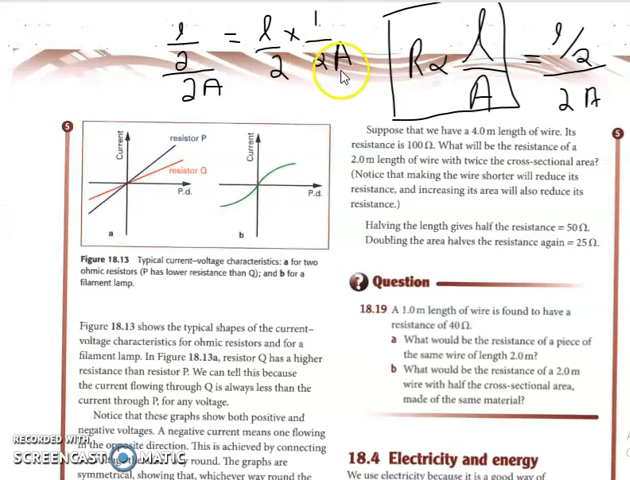 l/2 / 2A = l/2 × 1/2A
R ∝ l/A = l/2 / 2A
S
Current
resistor P
resistor Q
P.d.
a
Current
P.d.
b
Figure 18.13 Typical current–voltage characteristics: a for two
ohmic resistors (P has lower resistance than Q); and b for a
filament lamp.
Figure 18.13 shows the typical shapes of the current–
voltage characteristics for ohmic resistors and for a
filament lamp. In Figure 18.13a, resistor Q has a higher
resistance than resistor P. We can tell this because
the current flowing through Q is always less than the
current through P, for any voltage.
Notice that these graphs show both positive and
negative voltages. A negative current means one flowing
in the opposite direction. This is achieved by connecting
round. The graphs are
symmetrical, showing that, whichever way round the
RECORDED WITH
SCREENCAST MATIC
Suppose that we have a 4.0 m length of wire. Its
resistance is 100 Ω. What will be the resistance of a
2.0 m length of wire with twice the cross-sectional area?
(Notice that making the wire shorter will reduce its
resistance, and increasing its area will also reduce its
resistance.)
S
Halving the length gives half the resistance = 50 Ω.
Doubling the area halves the resistance again = 25 Ω.
? Question
18.19 A 1.0 m length of wire is found to have a
resistance of 40 Ω.
a What would be the resistance of a piece of
the same wire of length 2.0 m?
b What would be the resistance of a 2.0 m
wire with half the cross-sectional area,
made of the same material?
18.4 Electricity and energy
We use electricity because it is a good way of